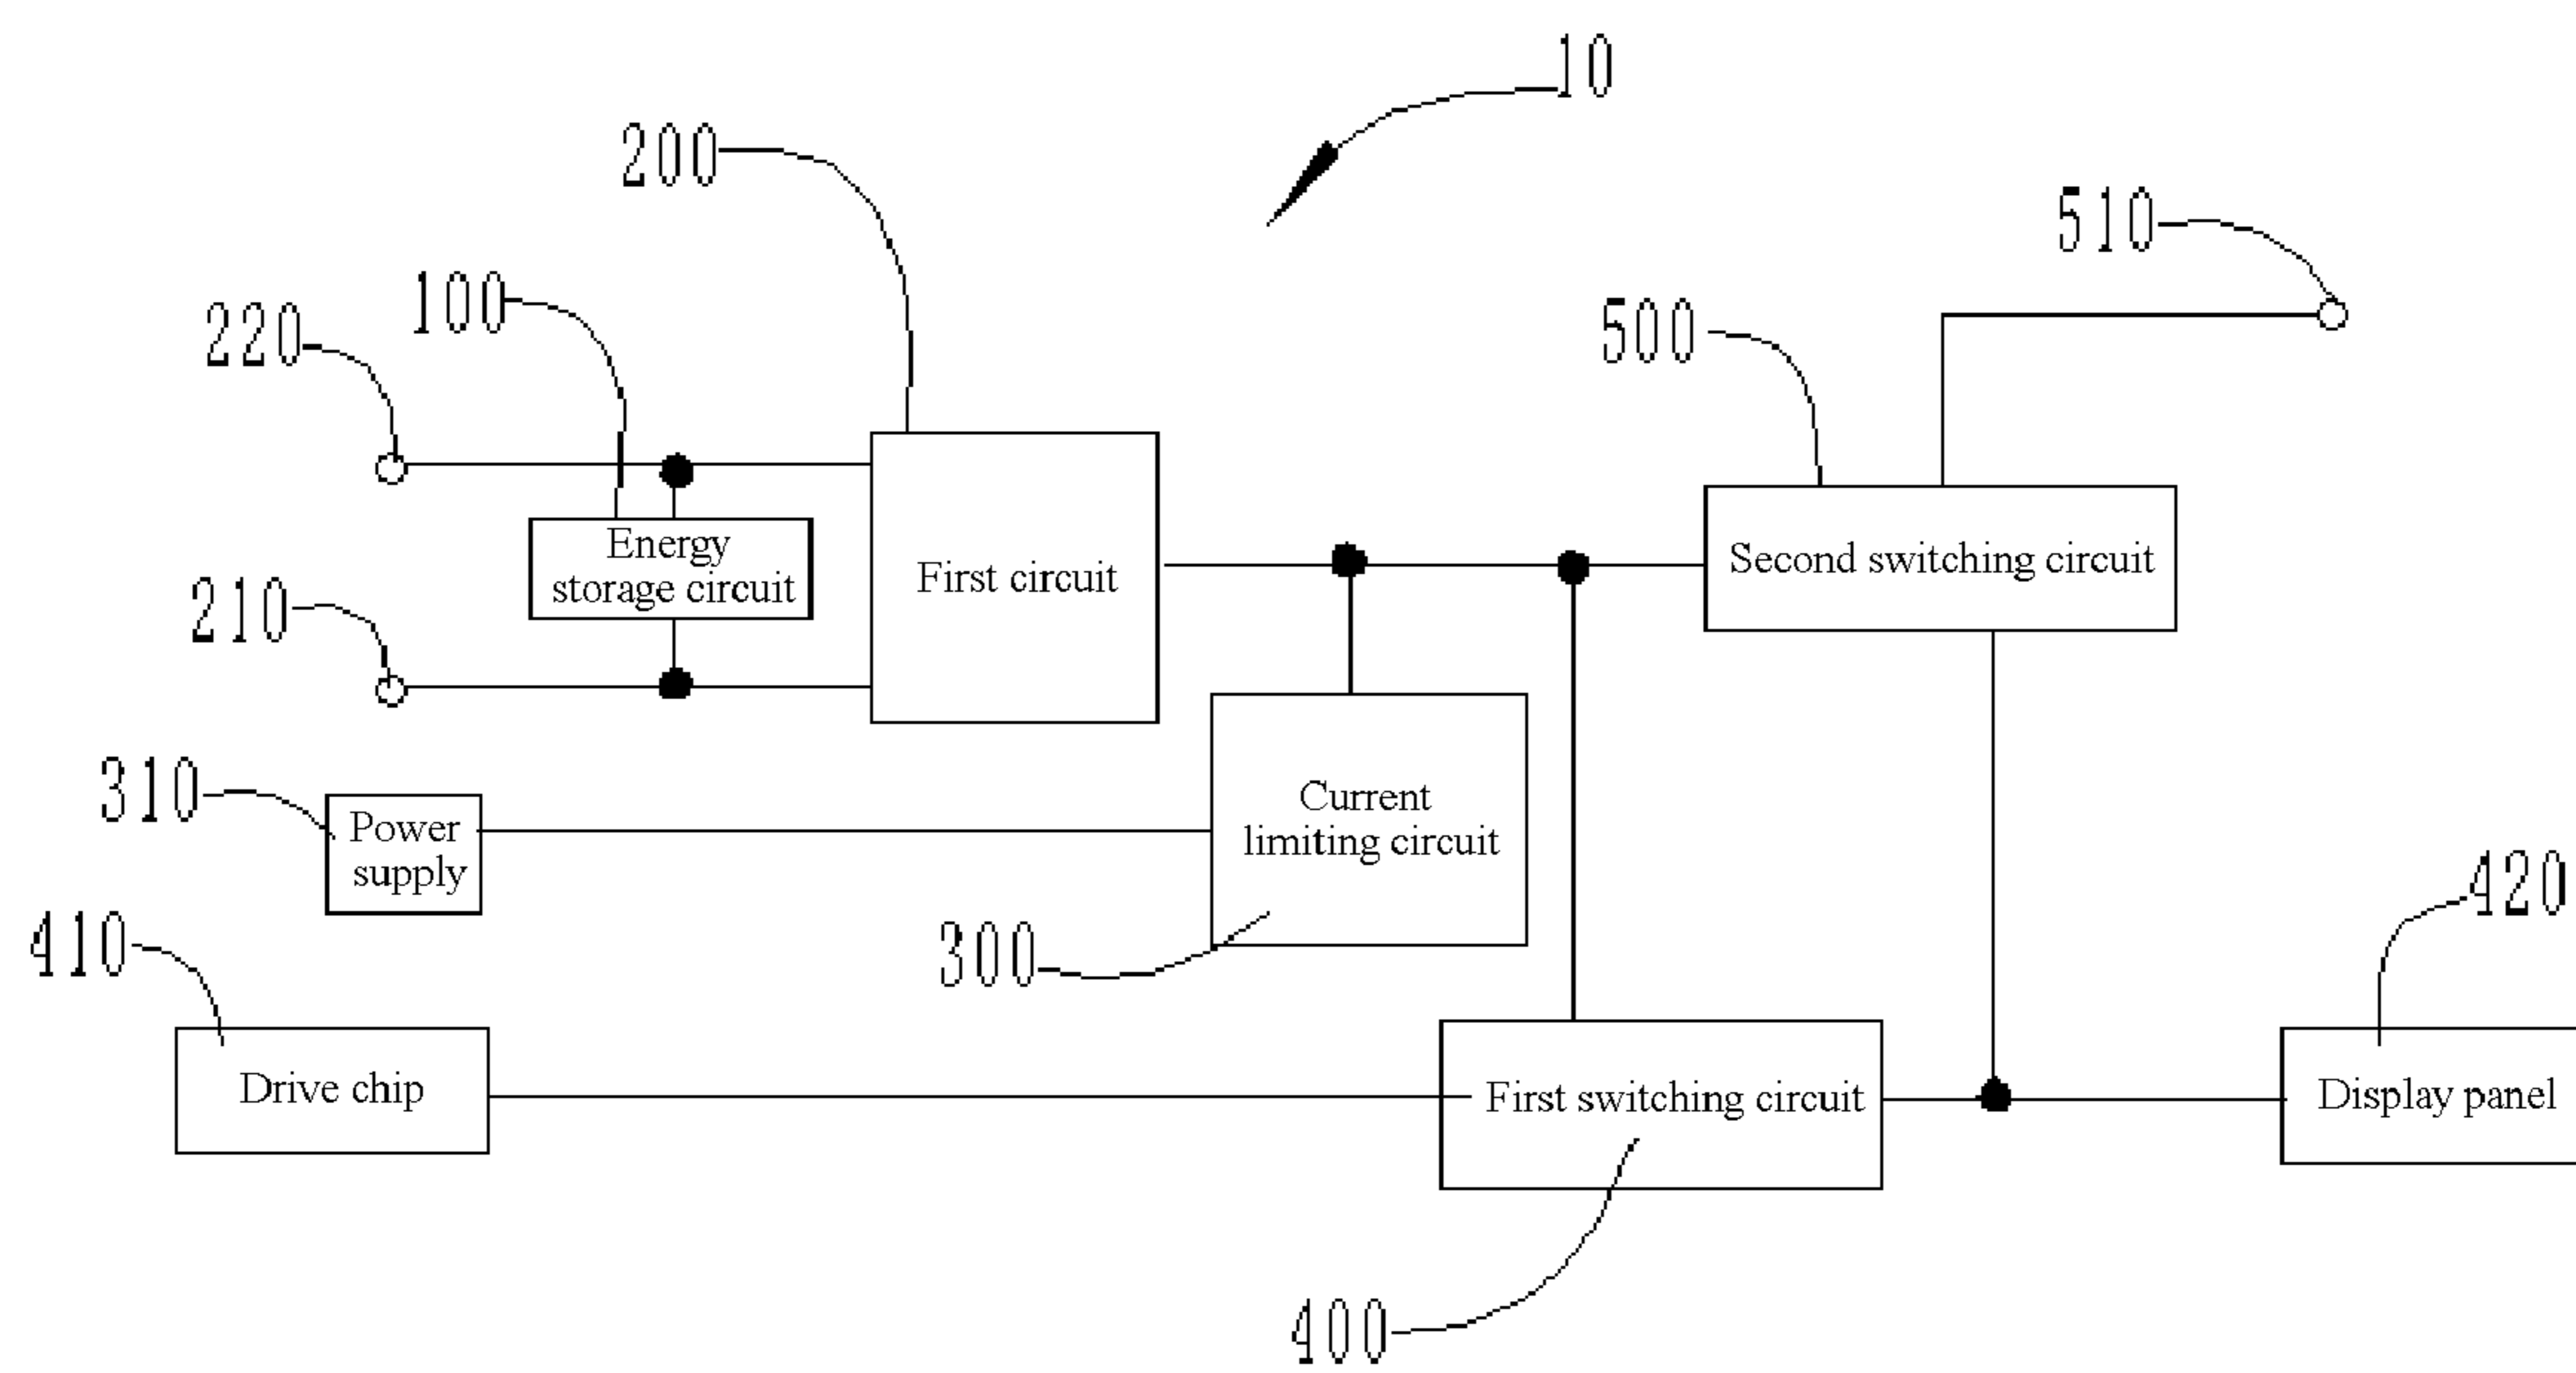 10
200
510
100
220
500
Energy
storage circuit
First circuit
Second switching circuit
210
310
Power
supply
Current
limiting circuit
420
410
300
Drive chip
First switching circuit
Display panel
400